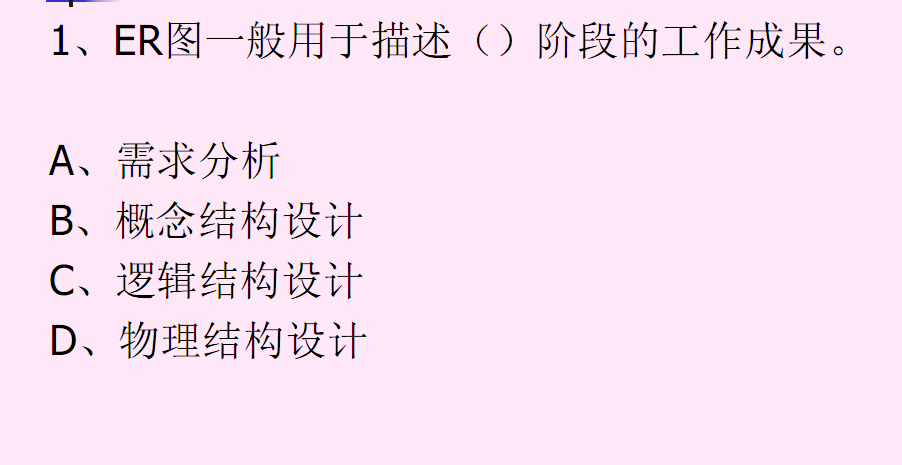 1、ER图一般用于描述（）阶段的工作成果。
A、需求分析
B、概念结构设计
C、逻辑结构设计
D、物理结构设计